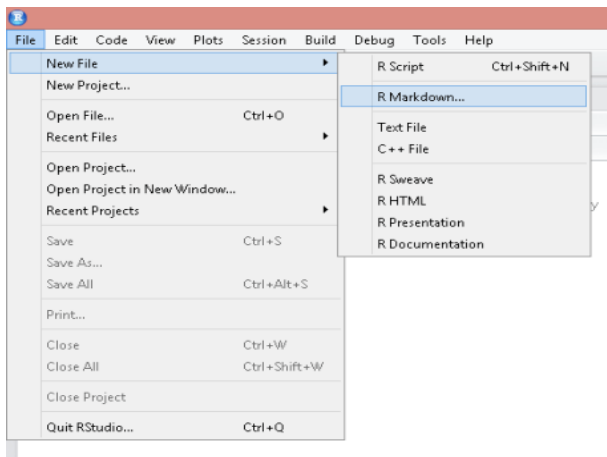 R
File Edit Code View Plots Session Build Debug Tools Help
New File
New Project...
Open File... Ctrl+O
Recent Files
Open Project...
Open Project in New Window...
Recent Projects
Save Ctrl+S
Save As...
Save All Ctrl+Alt+S
Print...
Close Ctrl+W
Close All Ctrl+Shift+W
Close Project
Quit RStudio... Ctrl+Q
R Script Ctrl+Shift+N
R Markdown...
Text File
C++ File
R Sweave
R HTML
R Presentation
R Documentation
y